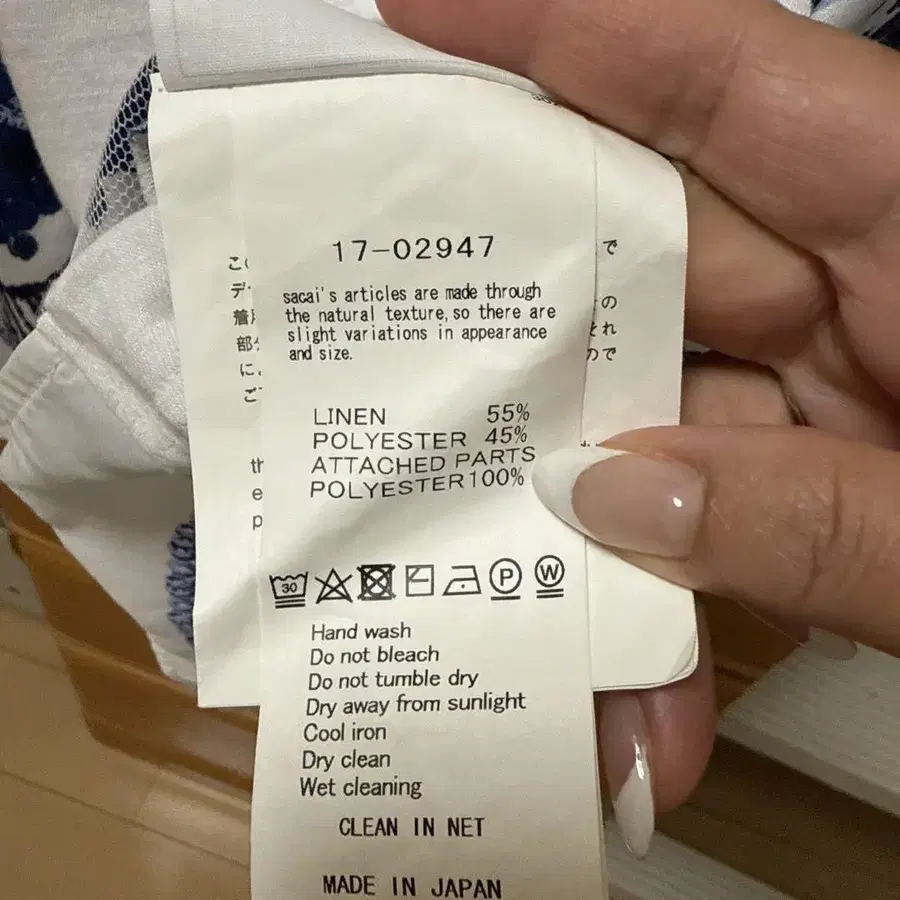 17-02947
sacai's articles are made through
the natural texture, so there are
slight variations in appearance
and size.
LINEN 55%
POLYESTER 45%
ATTACHED PARTS
POLYESTER 100%
30
P
W
Hand wash
Do not bleach
Do not tumble dry
Dry away from sunlight
Cool iron
Dry clean
Wet cleaning
CLEAN IN NET
MADE IN JAPAN